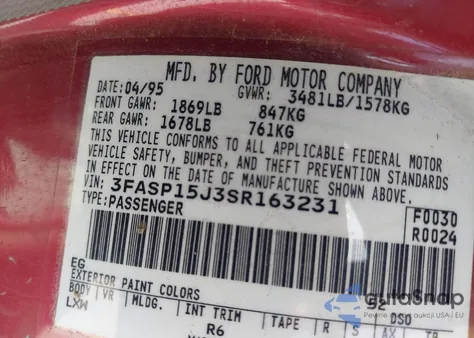 MFD. BY FORD MOTOR COMPANY
DATE: 04/95 GVWR: 3481LB/1578KG
FRONT GAWR: 1869LB 847KG
REAR GAWR: 1678LB 761KG
THIS VEHICLE CONFORMS TO ALL APPLICABLE FEDERAL MOTOR
VEHICLE SAFETY, BUMPER, AND THEFT PREVENTION STANDARDS
IN EFFECT ON THE DATE OF MANUFACTURE SHOWN ABOVE.
VIN: 3FASP15J3SR163231
TYPE: PASSENGER
F0030
R0024
EG
EXTERIOR PAINT COLORS
BODY VR MLDG. INT TRIM TAPE R S AX TR
DSO
LXW R6
gutaSnap